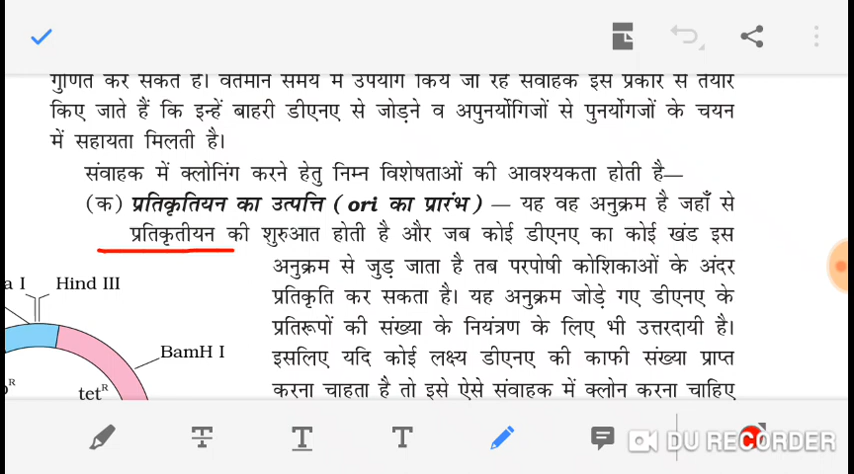 गुणित कर सकते हैं। वर्तमान समय में उपयोग किये जा रहे संवाहक इस प्रकार से तैयार
किए जाते हैं कि इन्हें बाहरी डीएनए से जोड़ने व अपुनर्योगिजों से पुनर्योगजों के चयन
में सहायता मिलती है।
संवाहक में क्लोनिंग करने हेतु निम्न विशेषताओं की आवश्यकता होती है—
(क) प्रतिकृतियन का उत्पत्ति ( ori का प्रारंभ) — यह वह अनुक्रम है जहाँ से
प्रतिकृतीयन की शुरुआत होती है और जब कोई डीएनए का कोई खंड इस
अनुक्रम से जुड़ जाता है तब परपोषी कोशिकाओं के अंदर
प्रतिकृति कर सकता है। यह अनुक्रम जोड़े गए डीएनए के
प्रतिरूपों की संख्या के नियंत्रण के लिए भी उत्तरदायी है।
इसलिए यदि कोई लक्ष्य डीएनए की काफी संख्या प्राप्त
करना चाहता है तो इसे ऐसे संवाहक में क्लोन करना चाहिए
a I Hind III
BamH I
tetR
DU RECORDER